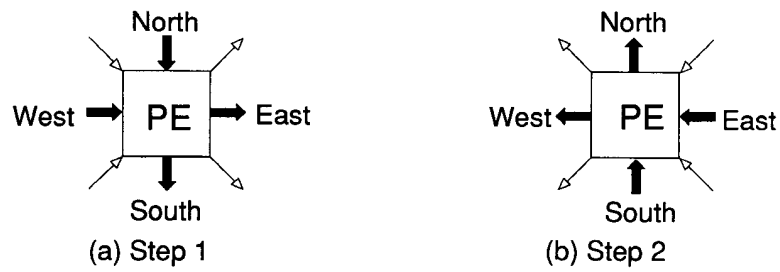 North
West PE East
South
(a) Step 1
North
West PE East
South
(b) Step 2